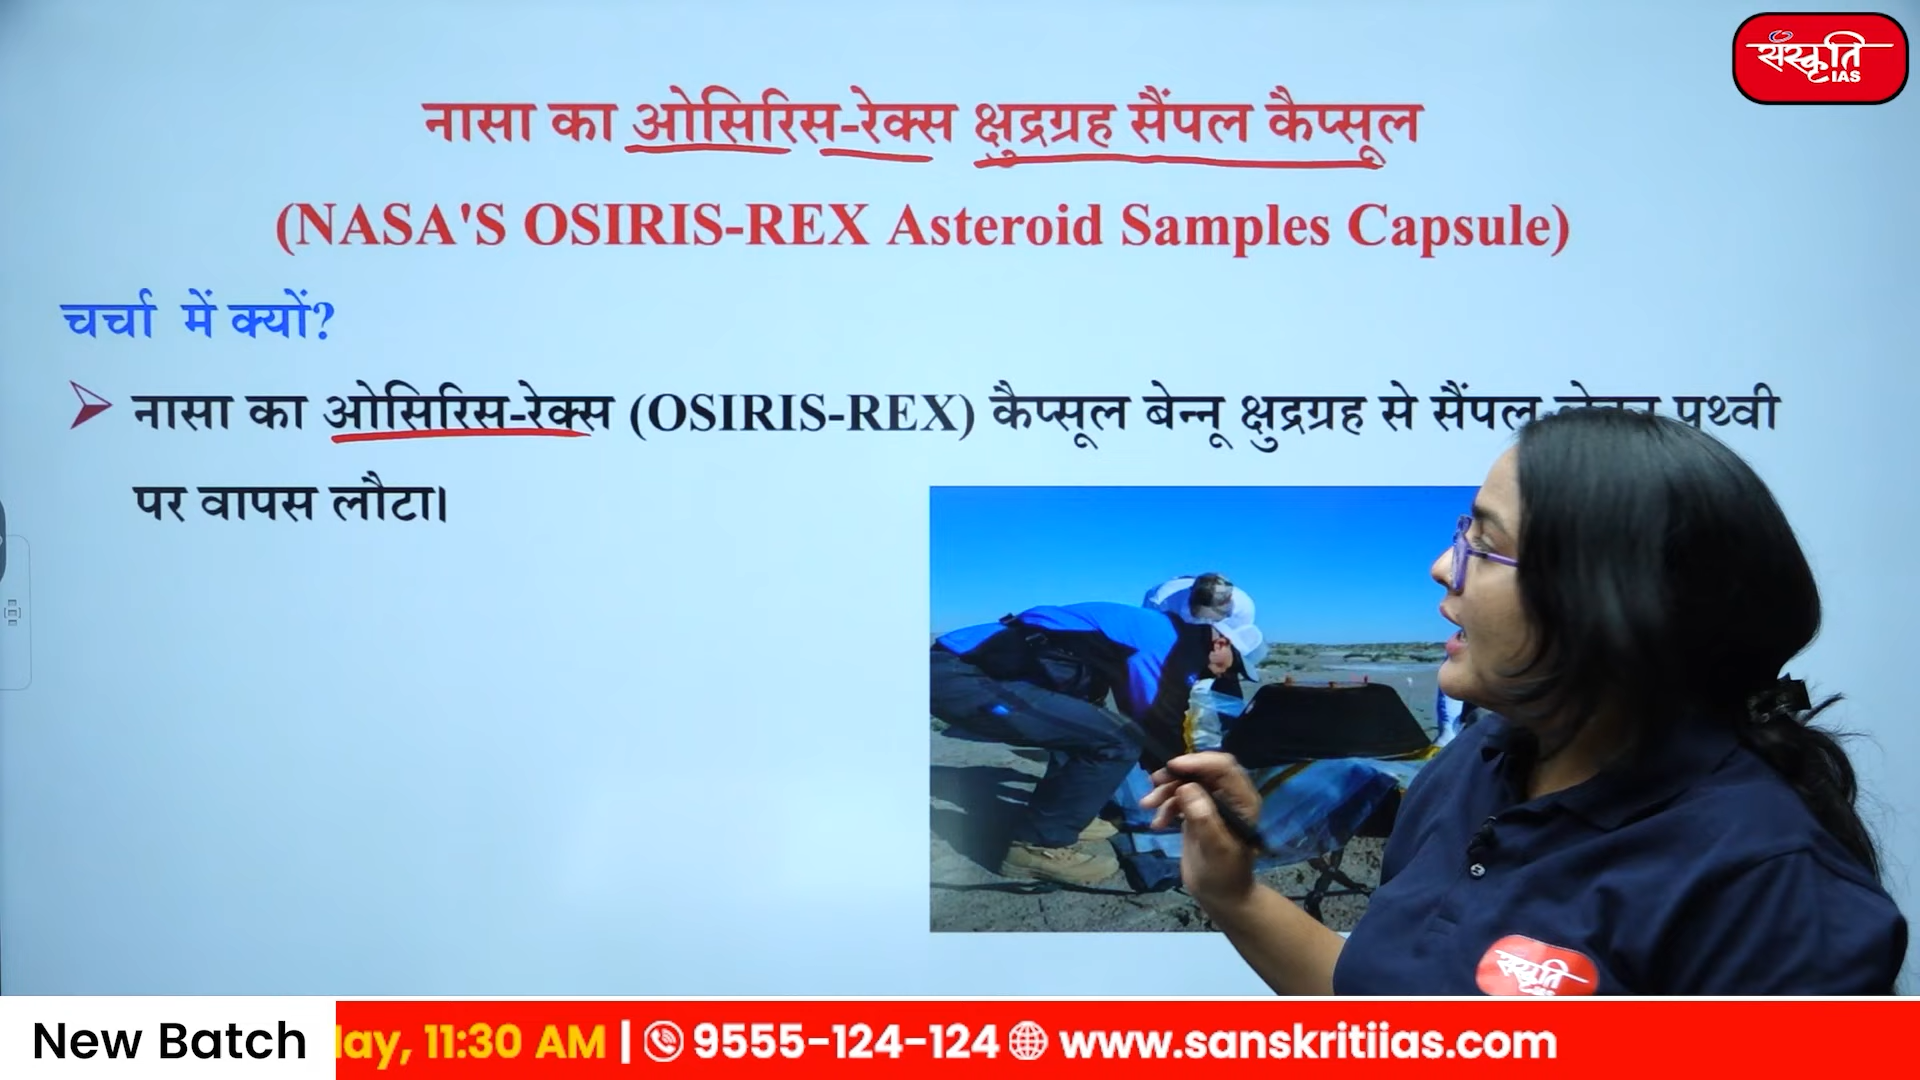 संस्कृति
IAS
नासा का ओसिरिस-रेक्स क्षुद्रग्रह सैंपल कैप्सूल
(NASA'S OSIRIS-REX Asteroid Samples Capsule)
चर्चा में क्यों?
नासा का ओसिरिस-रेक्स (OSIRIS-REX) कैप्सूल बेन्नू क्षुद्रग्रह से सैंपल पृथ्वी
पर वापस लौटा।
संस्कृति
New Batch
11:30 AM | 9555-124-124 www.sanskritiias.com